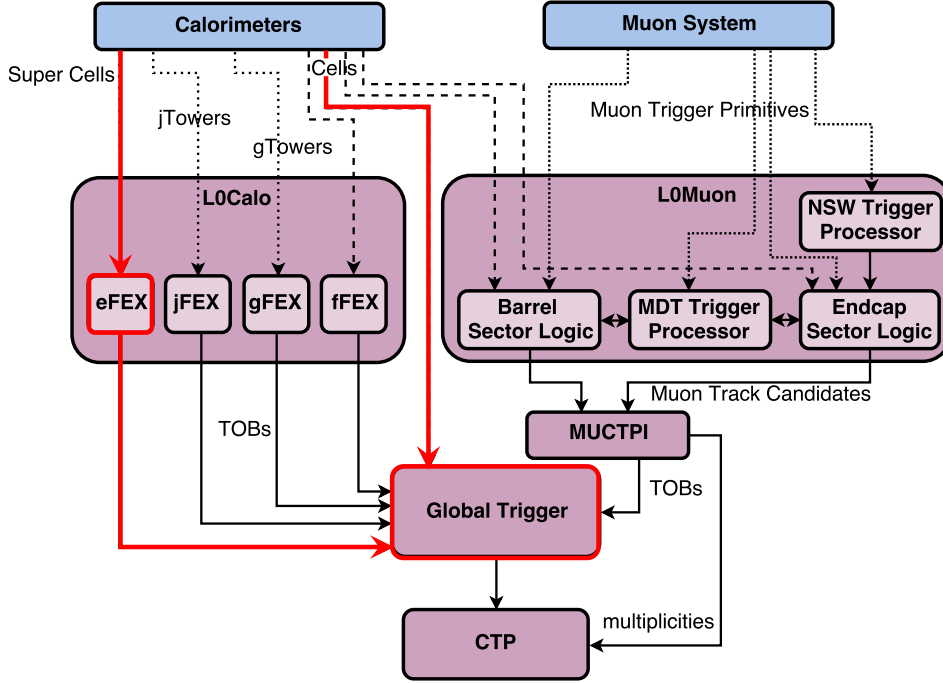 Calorimeters
Muon System
Super Cells
Cells
jTowers
Muon Trigger Primitives
gTowers
L0Calo
L0Muon
NSW Trigger
Processor
eFEX
jFEX
gFEX
fFEX
Barrel
Sector Logic
MDT Trigger
Processor
Endcap
Sector Logic
Muon Track Candidates
TOBs
MUCTPI
TOBs
Global Trigger
multiplicities
CTP